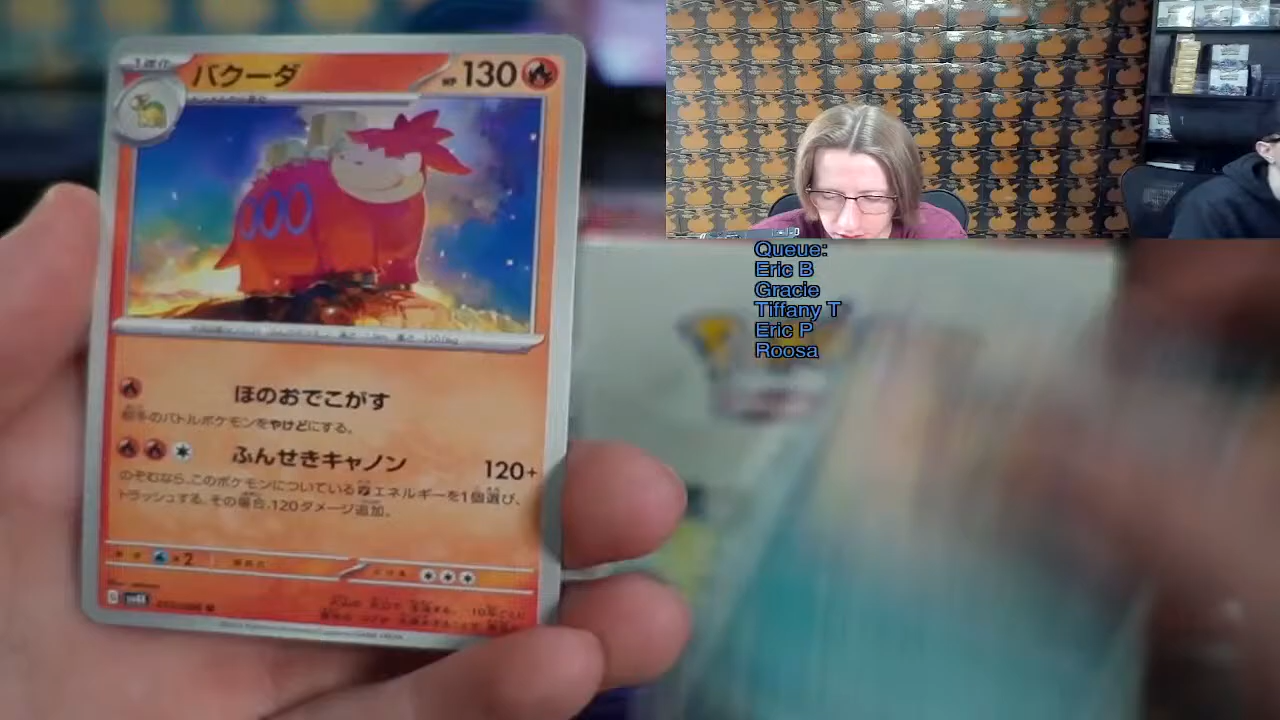 1進化
バクーダ
HP 130
ほのおでこがす
相手のバトルポケモンをやけどにする。
ふんせきキャノン
120+
のぞむなら、このポケモンについているエネルギーを1個選び、
トラッシュする。その場合、120ダメージ追加。
×2
Queue:
Eric B
Gracie
Tiffany T
Eric P
Roosa